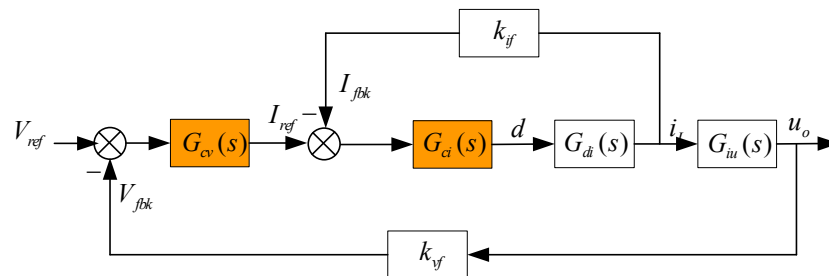 k_if
I_fbk
V_ref
G_cv(s)
I_ref
G_ci(s)
d
G_di(s)
i_L
G_iu(s)
u_o
−
−
V_fbk
k_vf